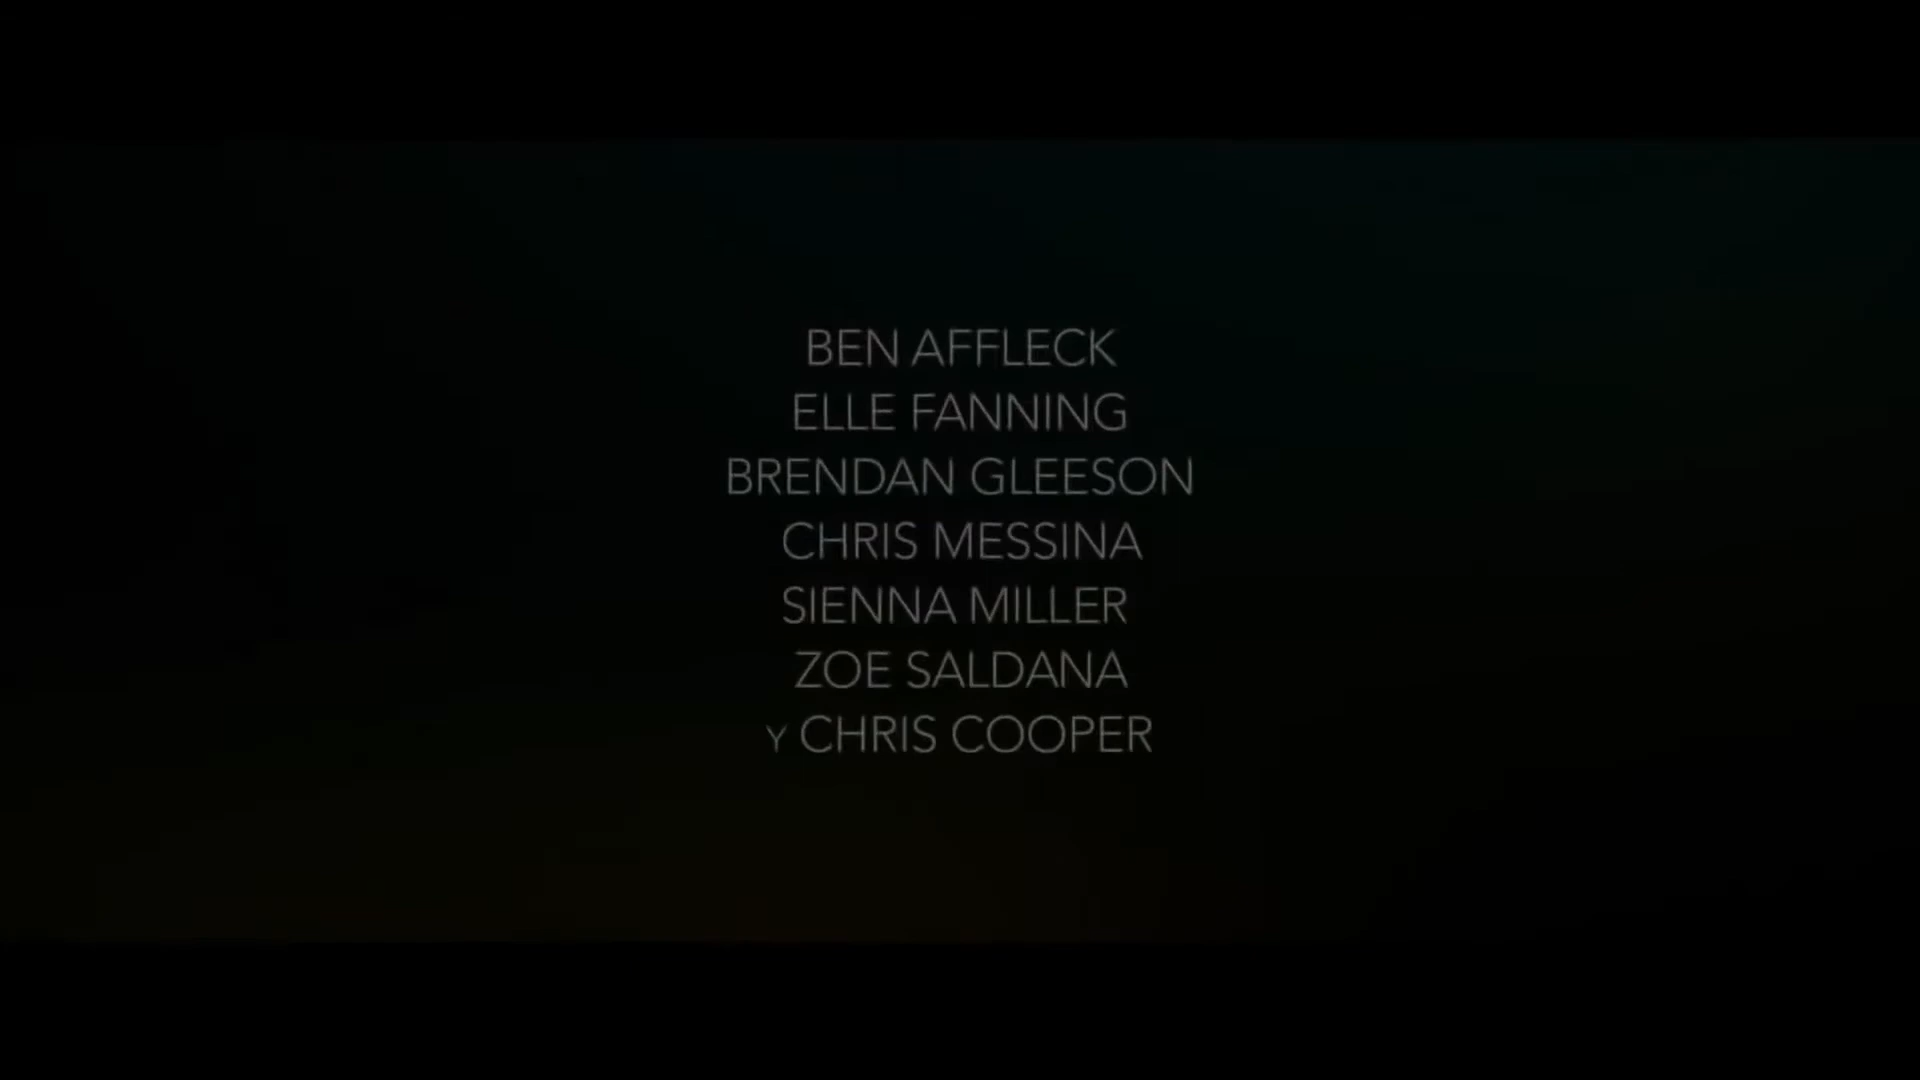 BEN AFFLECK
ELLE FANNING
BRENDAN GLEESON
CHRIS MESSINA
SIENNA MILLER
ZOE SALDANA
Y CHRIS COOPER